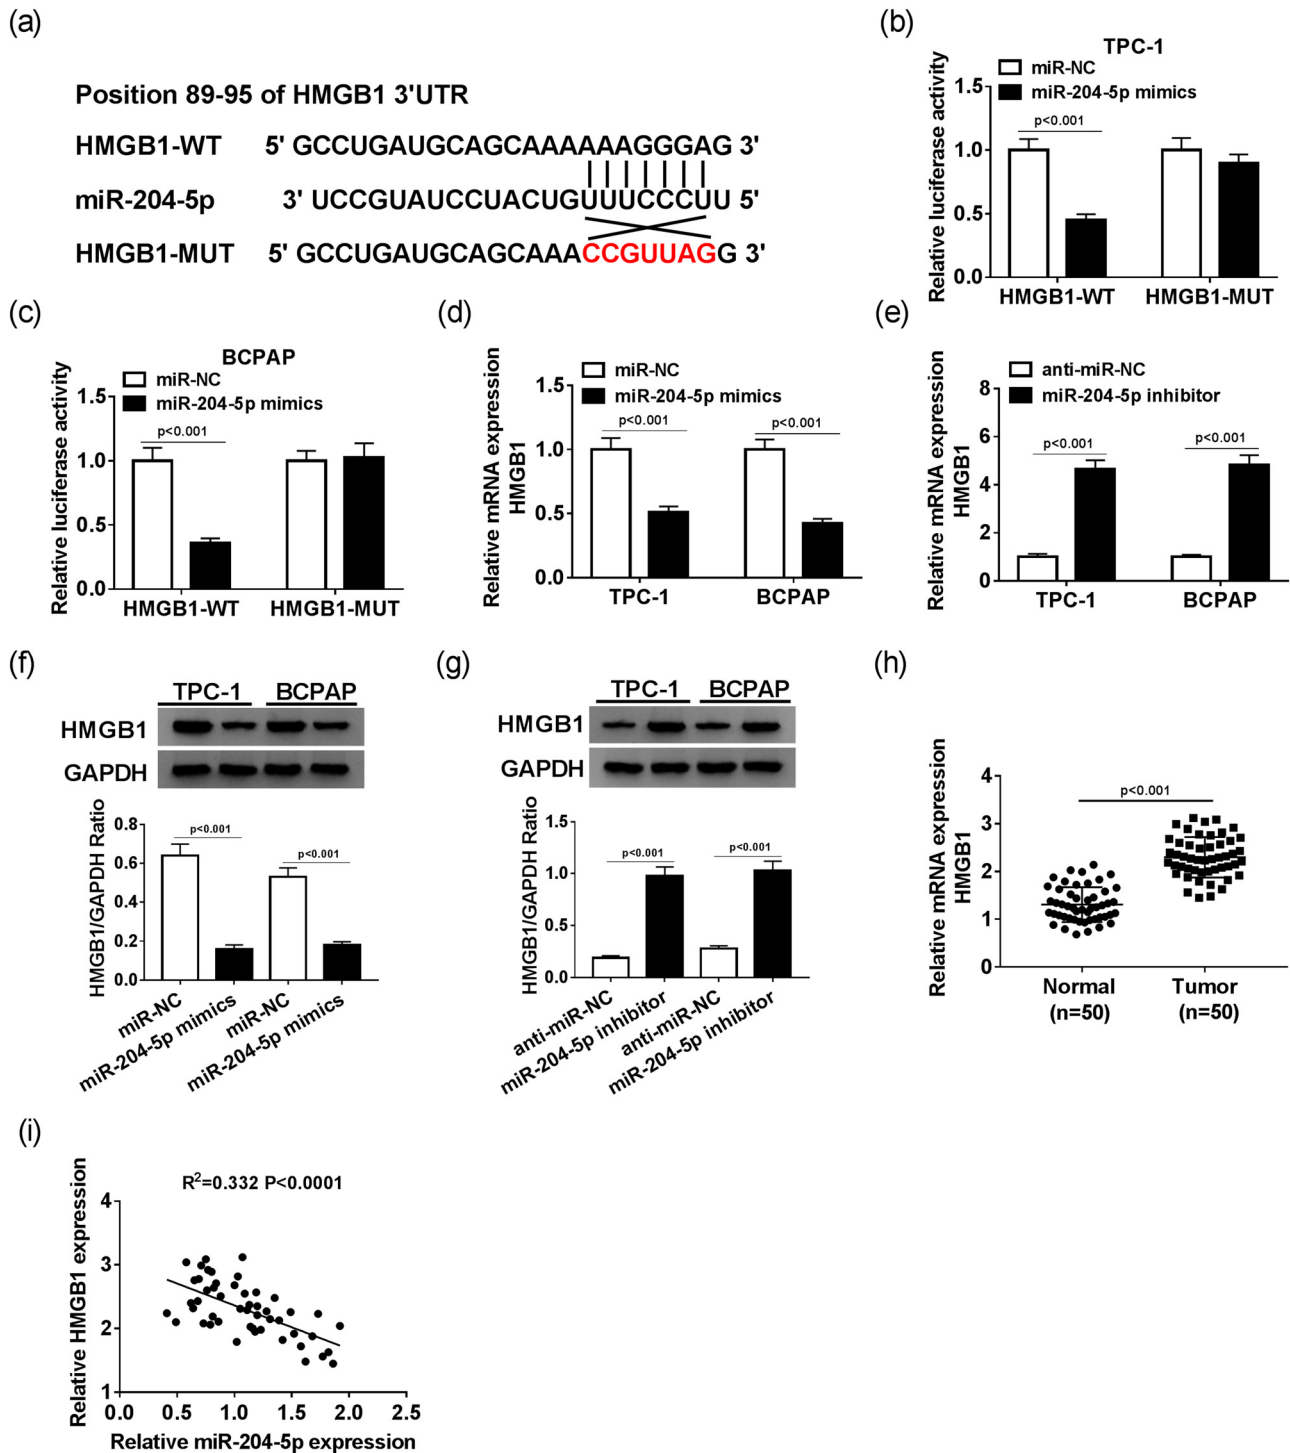 (a)
Position 89-95 of HMGB1 3'UTR
HMGB1-WT 5' GCCUGAUGCAGCAAAAAAGGGAG 3'
miR-204-5p 3' UCCGUAUCCUACUGUUUCCCUU 5'
HMGB1-MUT 5' GCCUGAUGCAGCAAACCGUUAGG 3'
(b)
TPC-1
miR-NC
miR-204-5p mimics
Relative luciferase activity
1.5
1.0
0.5
0.0
p<0.001
HMGB1-WT HMGB1-MUT
(c)
BCPAP
miR-NC
miR-204-5p mimics
Relative luciferase activity
1.5
1.0
0.5
0.0
p<0.001
HMGB1-WT HMGB1-MUT
(d)
miR-NC
miR-204-5p mimics
Relative mRNA expression
HMGB1
1.5
1.0
0.5
0.0
p<0.001 p<0.001
TPC-1 BCPAP
(e)
anti-miR-NC
miR-204-5p inhibitor
Relative mRNA expression
HMGB1
8
6
4
2
0
p<0.001 p<0.001
TPC-1 BCPAP
(f)
TPC-1 BCPAP
HMGB1
GAPDH
HMGB1/GAPDH Ratio
0.8
0.6
0.4
0.2
0.0
p<0.001
p<0.001
miR-NC
miR-204-5p mimics
miR-NC
miR-204-5p mimics
(g)
TPC-1 BCPAP
HMGB1
GAPDH
HMGB1/GAPDH Ratio
1.5
1.0
0.5
0.0
p<0.001 p<0.001
anti-miR-NC
miR-204-5p inhibitor
anti-miR-NC
miR-204-5p inhibitor
(h)
Relative mRNA expression
HMGB1
4
3
2
1
0
p<0.001
Normal Tumor
(n=50) (n=50)
(i)
R²=0.332 P<0.0001
Relative HMGB1 expression
4
3
2
1
0.0 0.5 1.0 1.5 2.0 2.5
Relative miR-204-5p expression